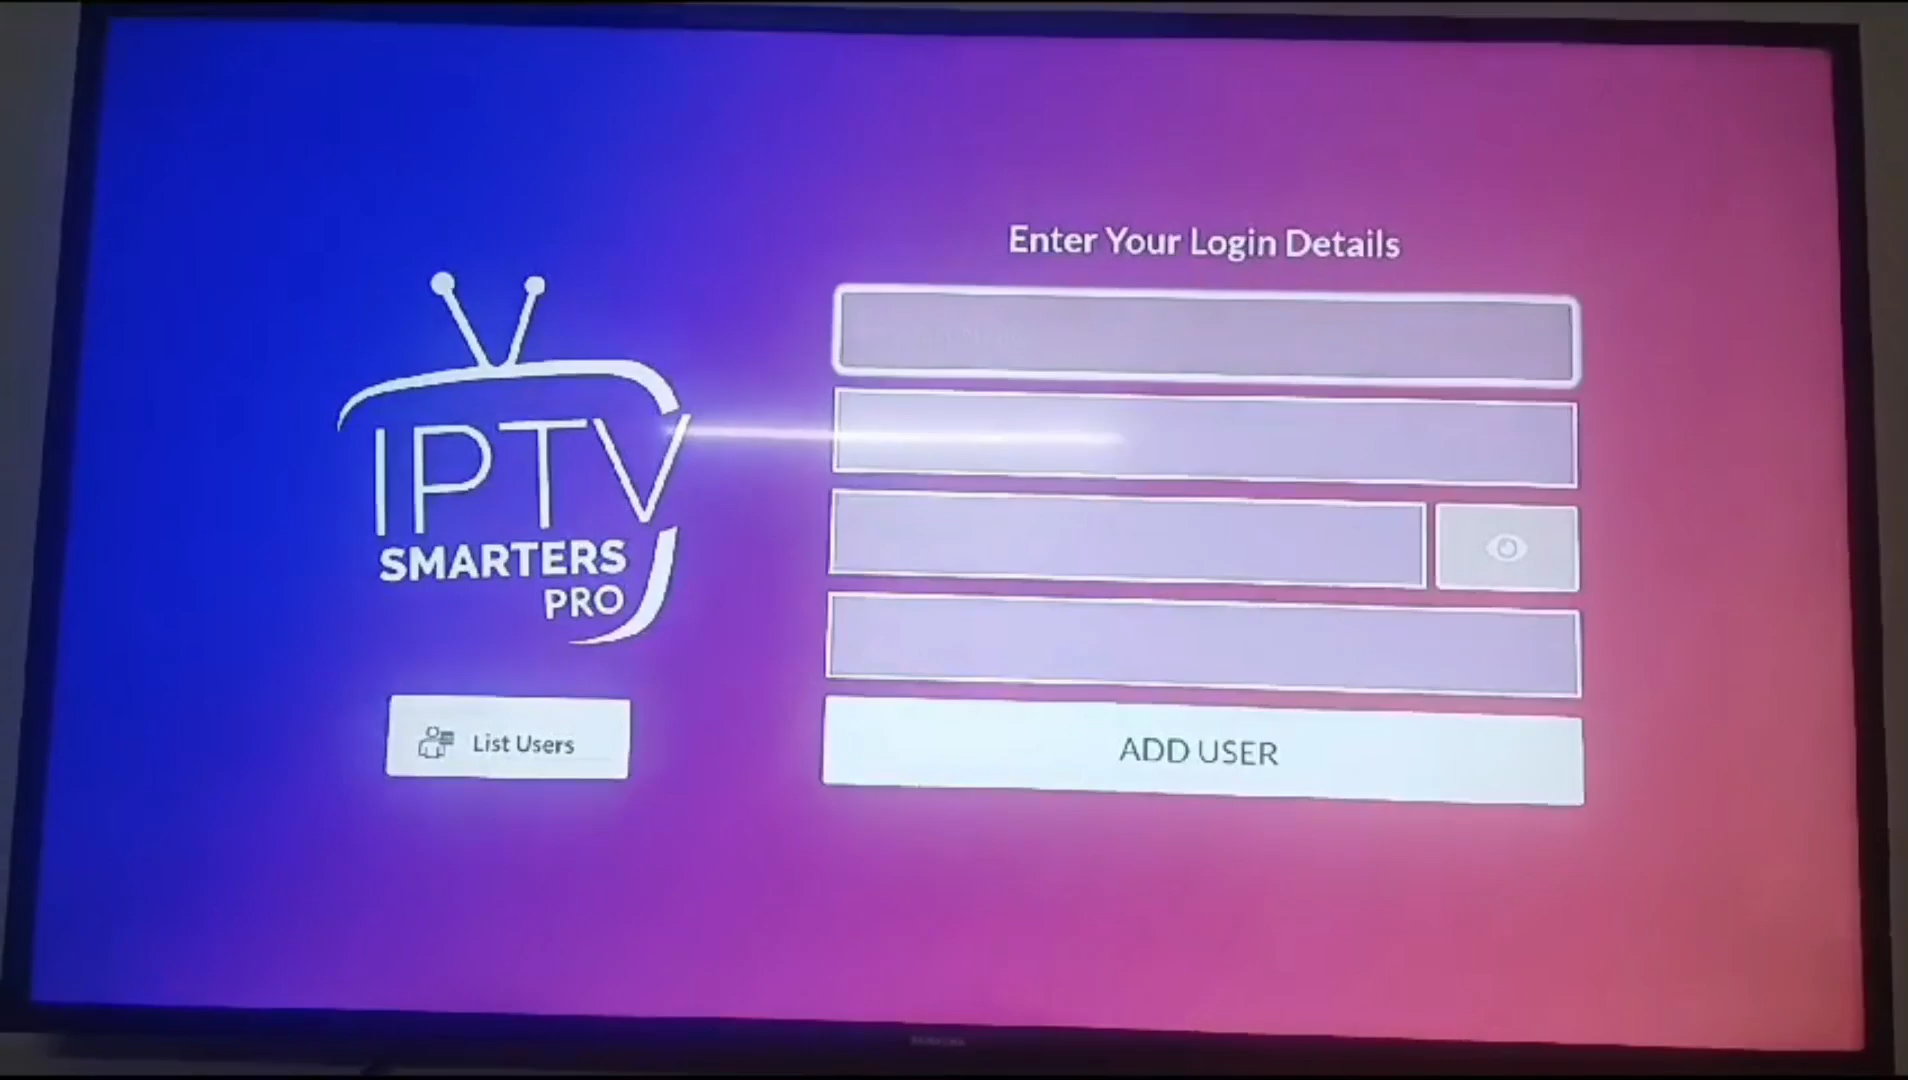 Enter Your Login Details
IPTV
SMARTERS
PRO
List Users
ADD USER